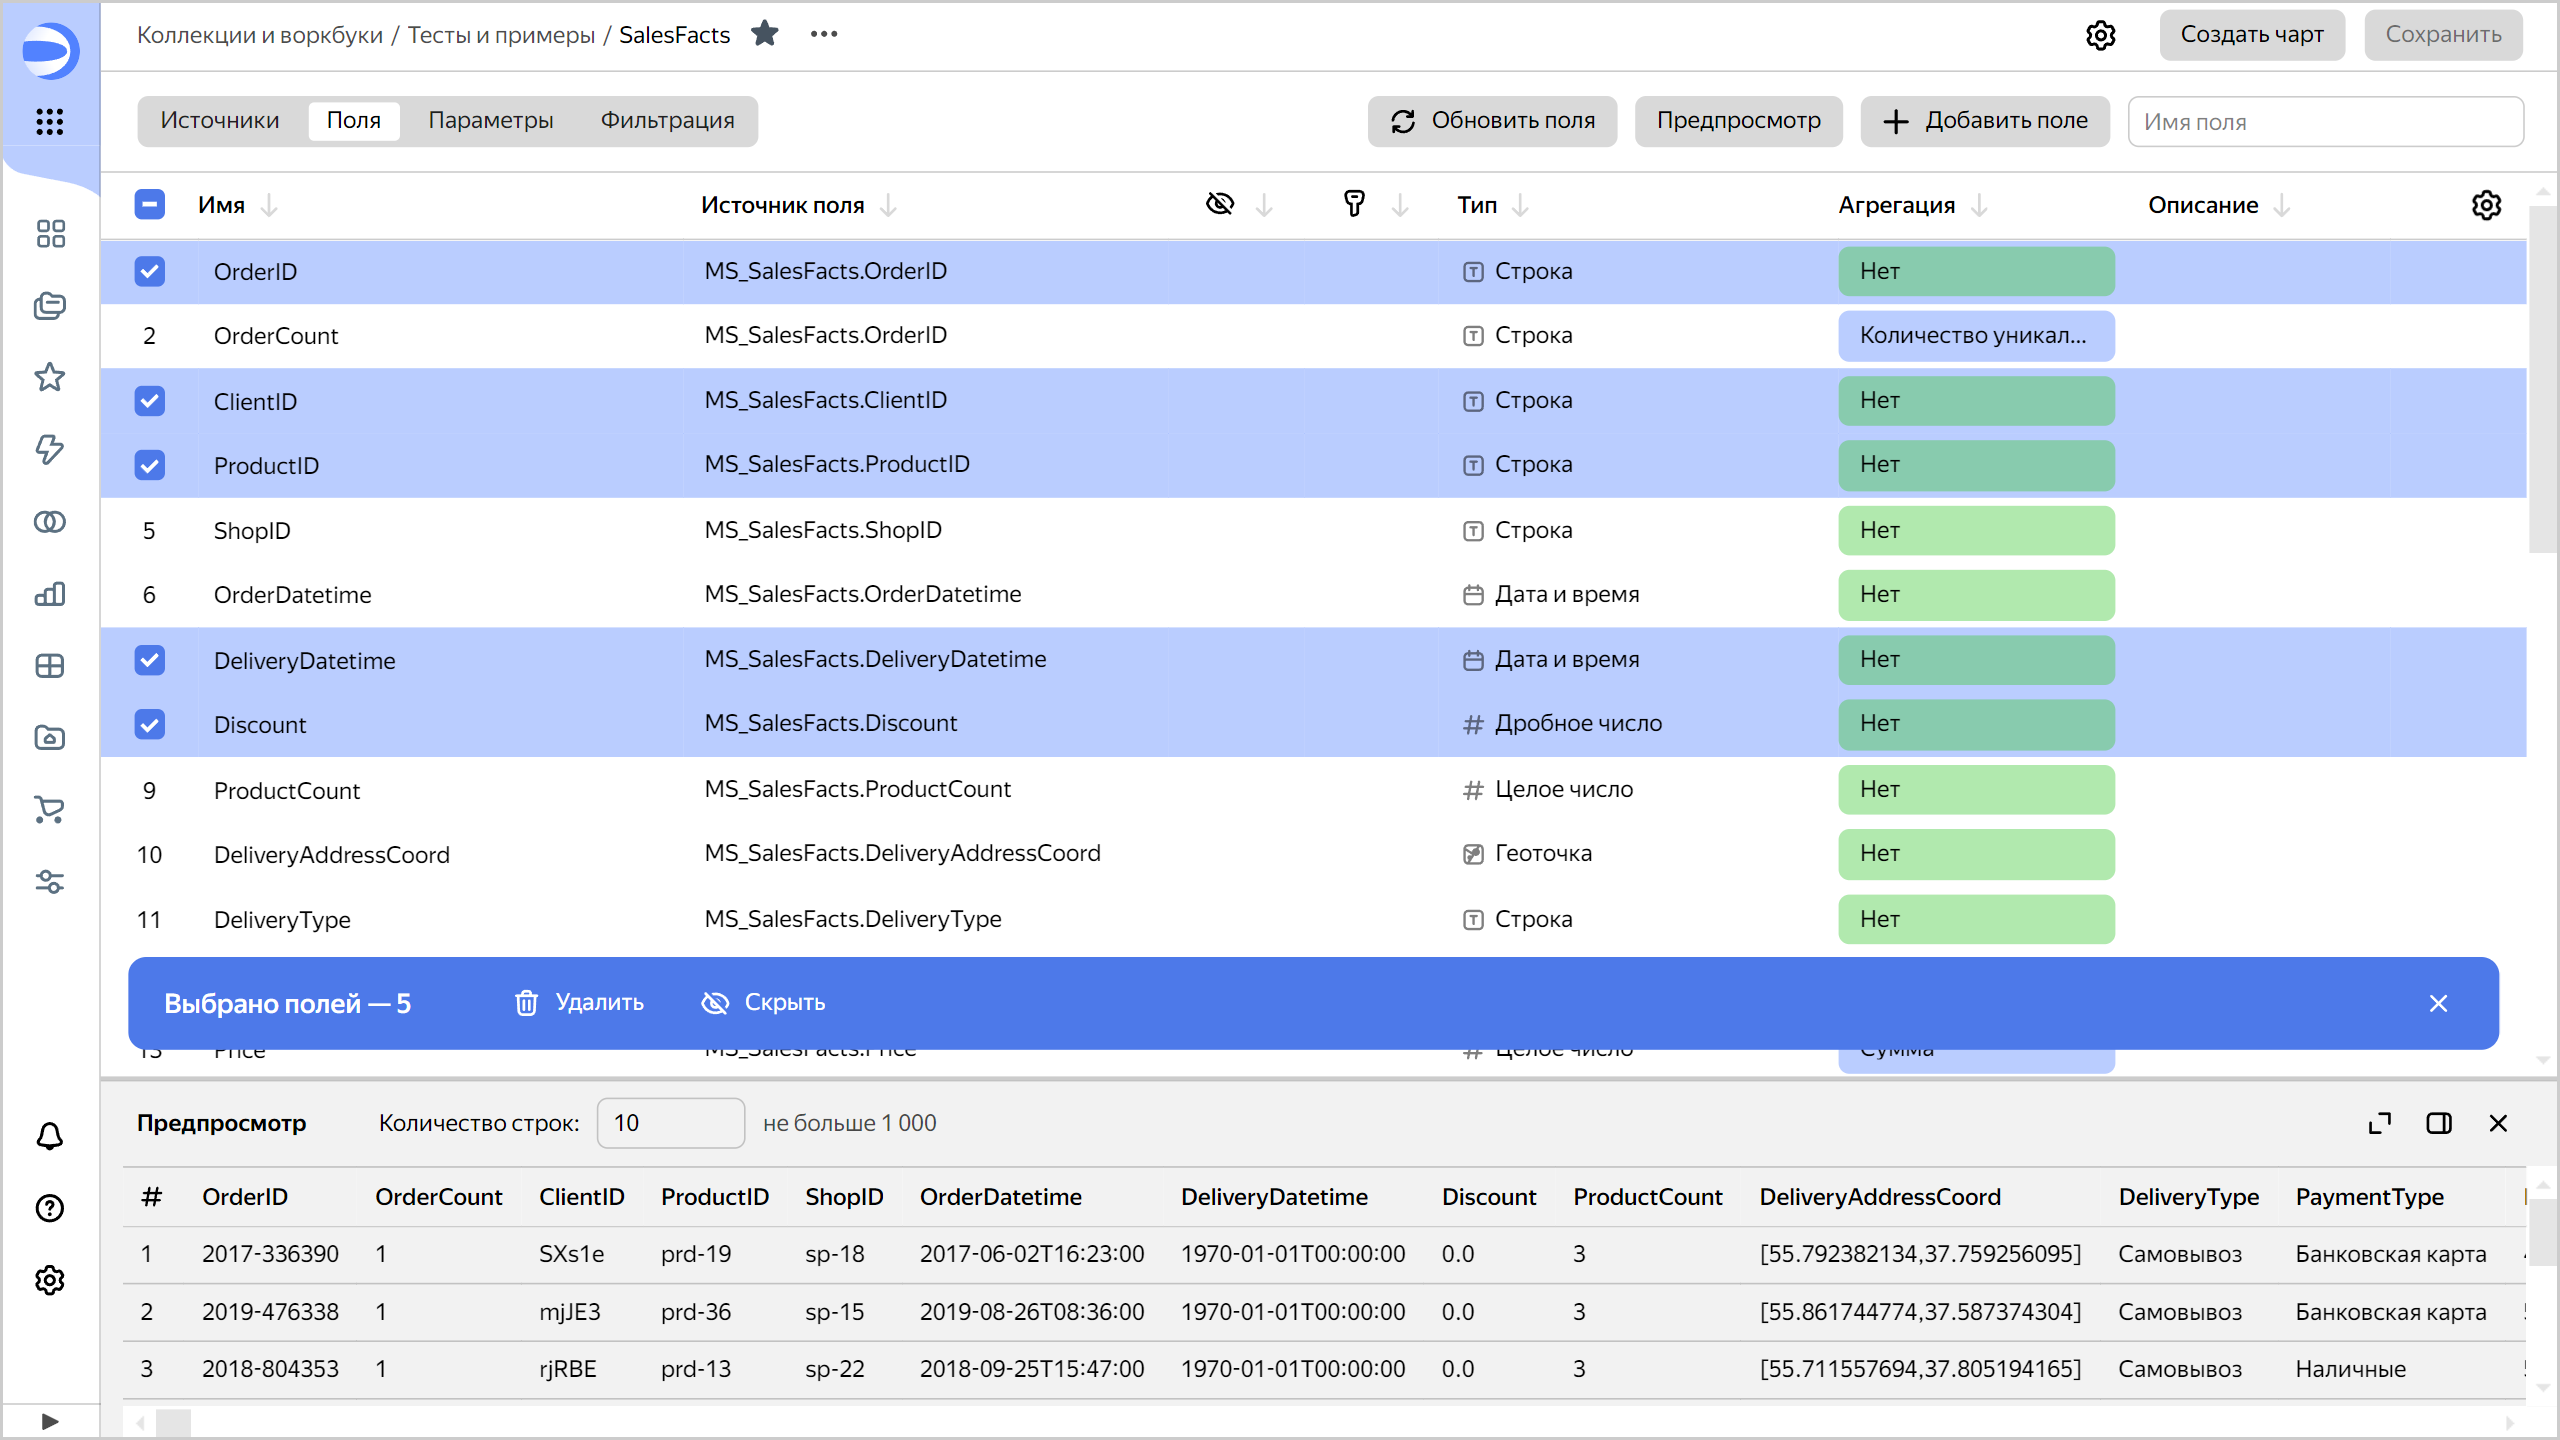 Коллекции и воркбуки / Тесты и примеры / SalesFacts
Создать чарт Сохранить
Источники Поля Параметры Фильтрация Обновить поля Предпросмотр Добавить поле Имя поля
Имя Источник поля Тип Агрегация Описание
OrderID MS_SalesFacts.OrderID Строка Нет
2 OrderCount MS_SalesFacts.OrderID Строка Количество уникал...
ClientID MS_SalesFacts.ClientID Строка Нет
ProductID MS_SalesFacts.ProductID Строка Нет
5 ShopID MS_SalesFacts.ShopID Строка Нет
6 OrderDatetime MS_SalesFacts.OrderDatetime Дата и время Нет
DeliveryDatetime MS_SalesFacts.DeliveryDatetime Дата и время Нет
Discount MS_SalesFacts.Discount Дробное число Нет
9 ProductCount MS_SalesFacts.ProductCount Целое число Нет
10 DeliveryAddressCoord MS_SalesFacts.DeliveryAddressCoord Геоточка Нет
11 DeliveryType MS_SalesFacts.DeliveryType Строка Нет
Выбрано полей — 5 Удалить Скрыть
13 Price MS_SalesFacts.Price Целое число Сумма
Предпросмотр Количество строк: 10 не больше 1 000
# OrderID OrderCount ClientID ProductID ShopID OrderDatetime DeliveryDatetime Discount ProductCount DeliveryAddressCoord DeliveryType PaymentType
1 2017-336390 1 SXs1e prd-19 sp-18 2017-06-02T16:23:00 1970-01-01T00:00:00 0.0 3 [55.792382134,37.759256095] Самовывоз Банковская карта
2 2019-476338 1 mjJE3 prd-36 sp-15 2019-08-26T08:36:00 1970-01-01T00:00:00 0.0 3 [55.861744774,37.587374304] Самовывоз Банковская карта
3 2018-804353 1 rjRBE prd-13 sp-22 2018-09-25T15:47:00 1970-01-01T00:00:00 0.0 3 [55.711557694,37.805194165] Самовывоз Наличные